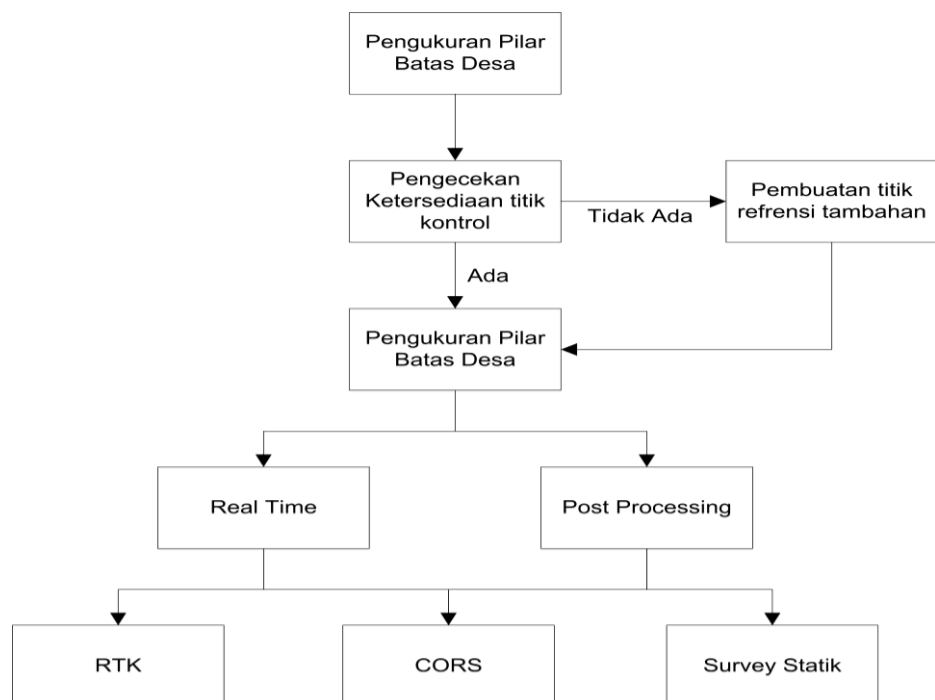 Pengukuran Pilar
Batas Desa
Pengecekan
Ketersediaan titik
kontrol
Tidak Ada
Pembuatan titik
refrensi tambahan
Ada
Pengukuran Pilar
Batas Desa
Real Time
Post Processing
RTK
CORS
Survey Statik